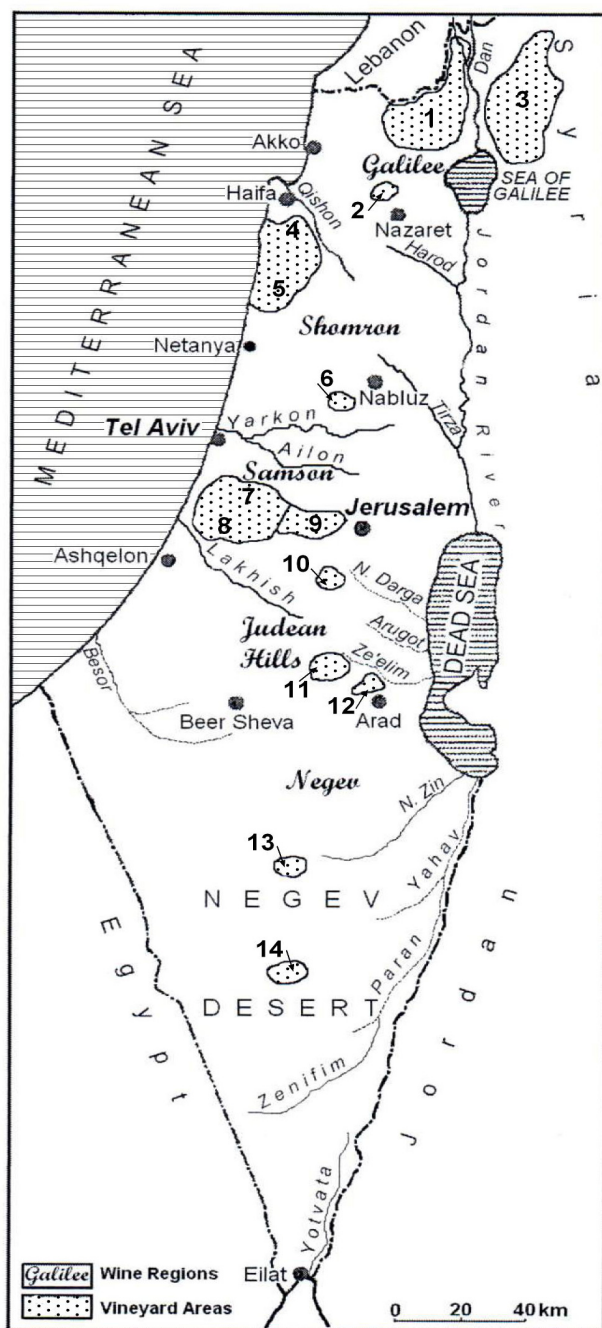 MEDITERRANEAN SEA
Lebanon
Dan
Syria
1
3
Akko
Galilee
SEA OF
GALILEE
2
Haifa
Qishon
Nazaret
4
Harod
5
Jordan River
Shomron
Netanya
6
Nabluz
Tirza
Yarkon
Tel Aviv
Ailon
Samson
7
Jerusalem
8
9
Ashqelon
Lakhish
10
N. Darga
DEAD SEA
Arugot
Judean
Hills
Ze'elim
Besor
11
12
Beer Sheva
Arad
Negev
N. Zin
13
Yahav
NEGEV
14
Paran
DESERT
Egypt
Jordan
Zenifim
Yotvata
Eilat
Galilee Wine Regions
Vineyard Areas
0 20 40 km